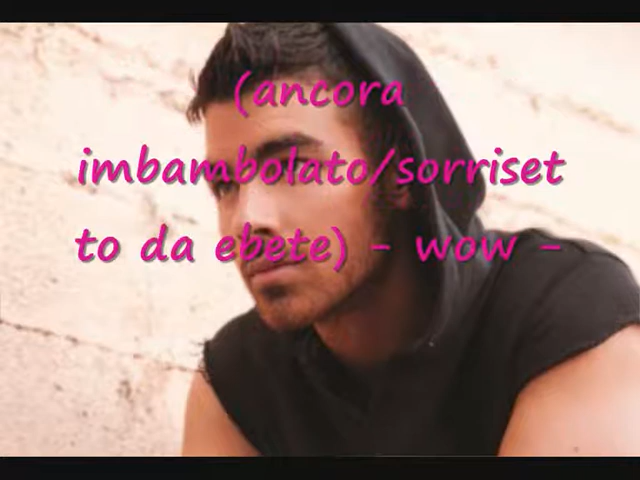 (ancora
imbambolato/sorriset
to da ebete) - wow -